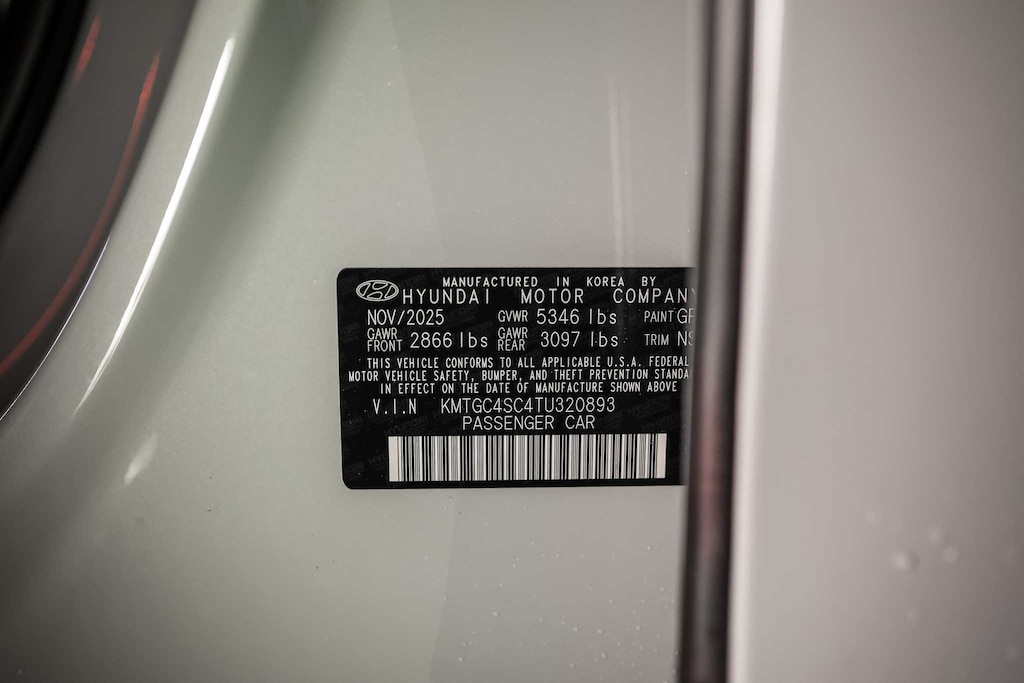 MANUFACTURED IN KOREA BY
HYUNDAI MOTOR COMPANY
NOV/2025 GVWR 5346 lbs PAINT
GAWR FRONT 2866 lbs GAWR REAR 3097 lbs TRIM
THIS VEHICLE CONFORMS TO ALL APPLICABLE U.S.A. FEDERAL
MOTOR VEHICLE SAFETY, BUMPER, AND THEFT PREVENTION STANDA
IN EFFECT ON THE DATE OF MANUFACTURE SHOWN ABOVE
V.I.N KMTGC4SC4TU320893
PASSENGER CAR